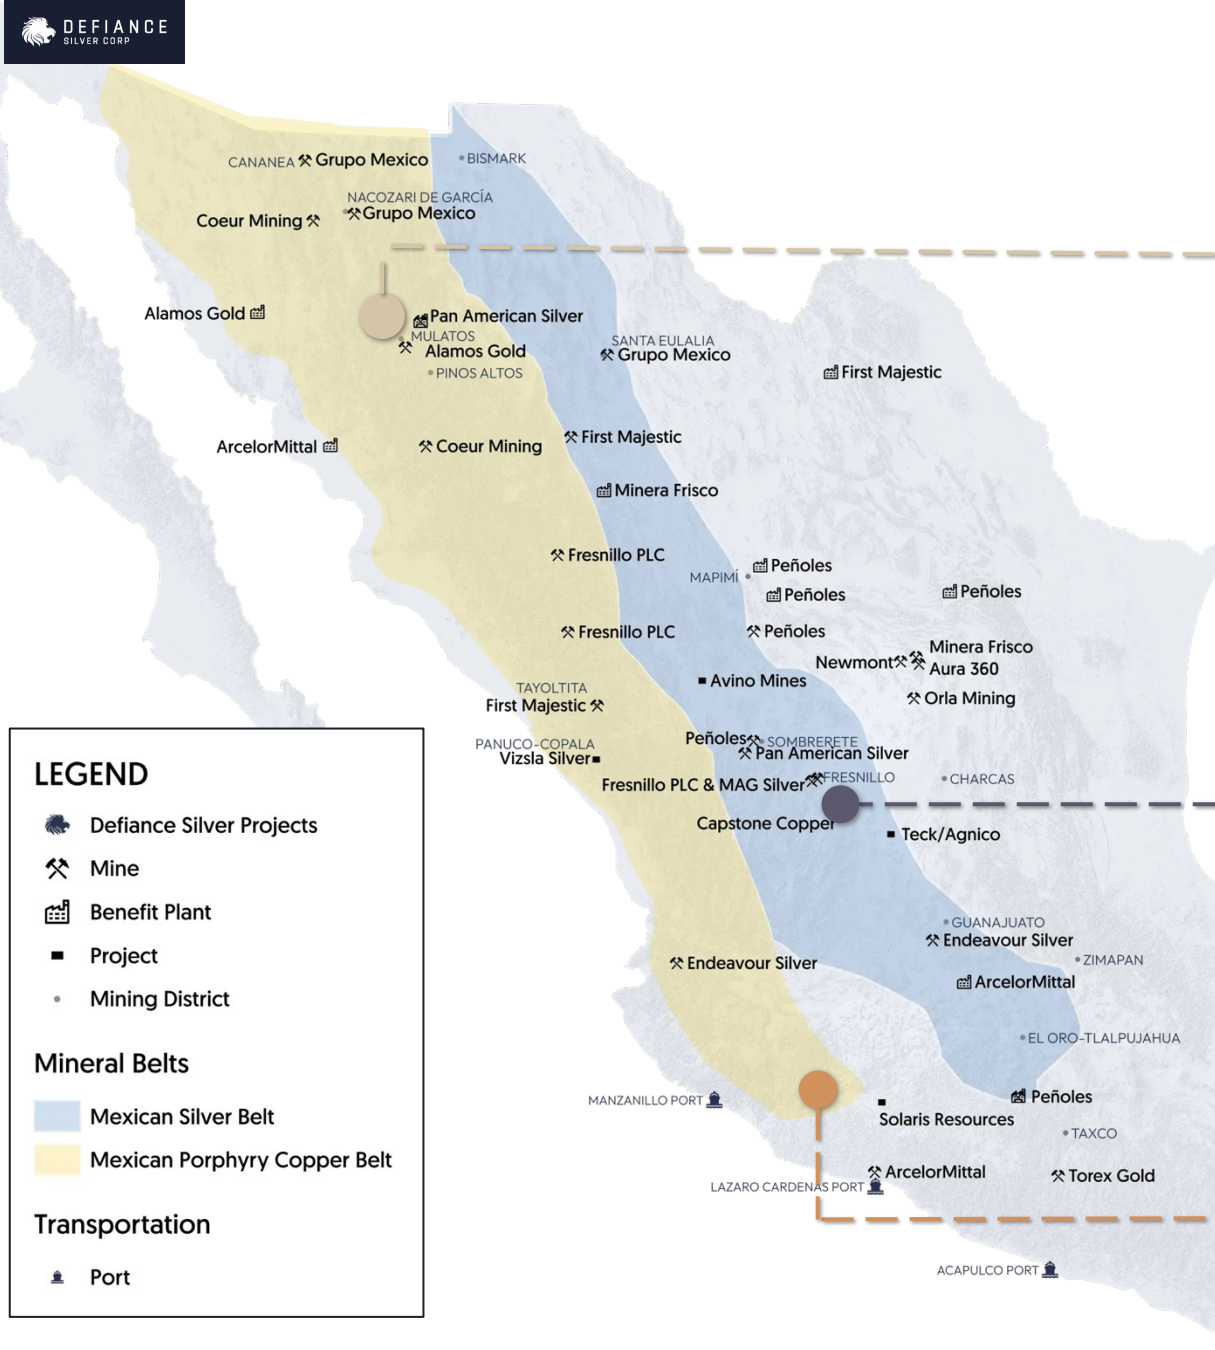 DEFIANCE
SILVER CORP
CANANEA
Grupo Mexico
BISMARK
NACOZARI DE GARCÍA
Grupo Mexico
Coeur Mining
Alamos Gold
Pan American Silver
MULATOS
Alamos Gold
SANTA EULALIA
Grupo Mexico
PINOS ALTOS
First Majestic
ArcelorMittal
Coeur Mining
First Majestic
Minera Frisco
Fresnillo PLC
Peñoles
MAPIMÍ
Peñoles
Peñoles
Fresnillo PLC
Peñoles
Minera Frisco
Newmont
Aura 360
Avino Mines
TAYOLTITA
First Majestic
Orla Mining
Peñoles
SOMBRERETE
PANUCO-COPALA
Pan American Silver
Vizsla Silver
Fresnillo PLC & MAG Silver
FRESNILLO
CHARCAS
Capstone Copper
Teck/Agnico
GUANAJUATO
Endeavour Silver
ZIMAPAN
Endeavour Silver
ArcelorMittal
EL ORO-TLALPUJAHUA
MANZANILLO PORT
Peñoles
Solaris Resources
TAXCO
ArcelorMittal
Torex Gold
LAZARO CARDENAS PORT
ACAPULCO PORT
LEGEND
Defiance Silver Projects
Mine
Benefit Plant
Project
Mining District
Mineral Belts
Mexican Silver Belt
Mexican Porphyry Copper Belt
Transportation
Port